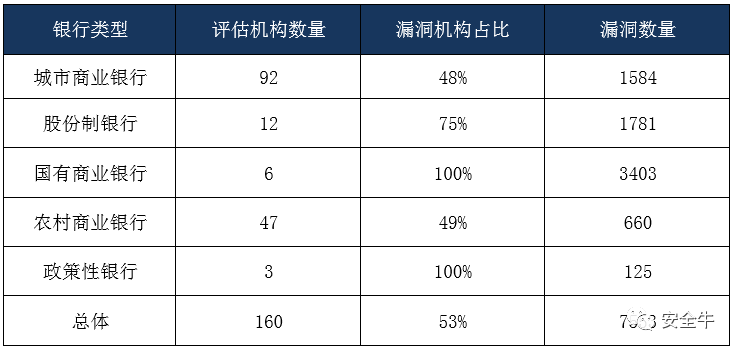 银行类型 评估机构数量 漏洞机构占比 漏洞数量
城市商业银行 92 48% 1584
股份制银行 12 75% 1781
国有商业银行 6 100% 3403
农村商业银行 47 49% 660
政策性银行 3 100% 125
总体 160 53%
安全牛